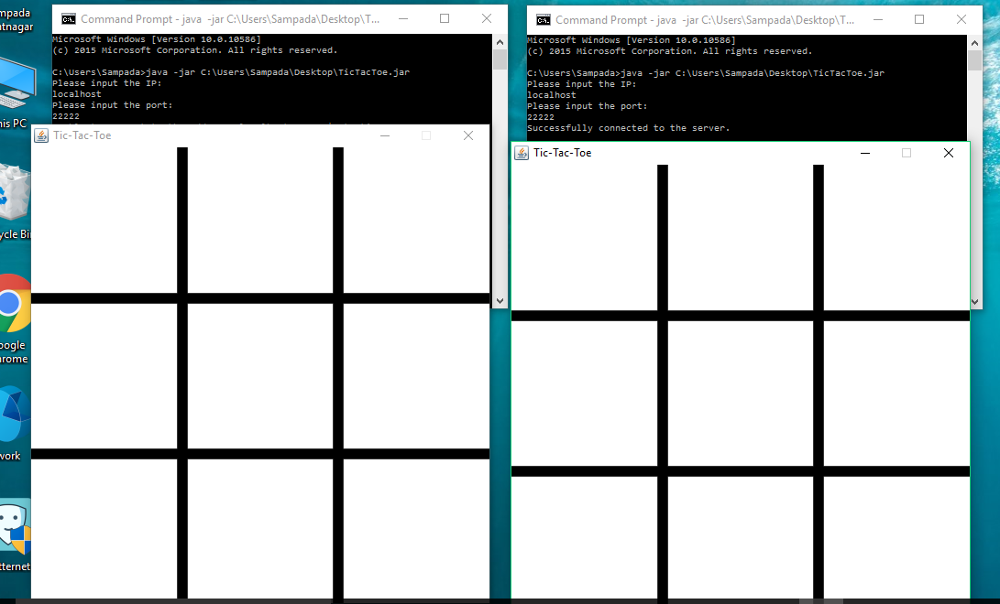 mpada
atnagar
his PC
ycle Bi
oogle
hrome
work
tternet
Command Prompt - java -jar C:\Users\Sampada\Desktop\T...
Microsoft Windows [Version 10.0.10586]
(c) 2015 Microsoft Corporation. All rights reserved.
C:\Users\Sampada>java -jar C:\Users\Sampada\Desktop\TicTacToe.jar
Please input the IP:
localhost
Please input the port:
22222
Tic-Tac-Toe
Command Prompt - java -jar C:\Users\Sampada\Desktop\T...
Microsoft Windows [Version 10.0.10586]
(c) 2015 Microsoft Corporation. All rights reserved.
C:\Users\Sampada>java -jar C:\Users\Sampada\Desktop\TicTacToe.jar
Please input the IP:
localhost
Please input the port:
22222
Successfully connected to the server.
Tic-Tac-Toe